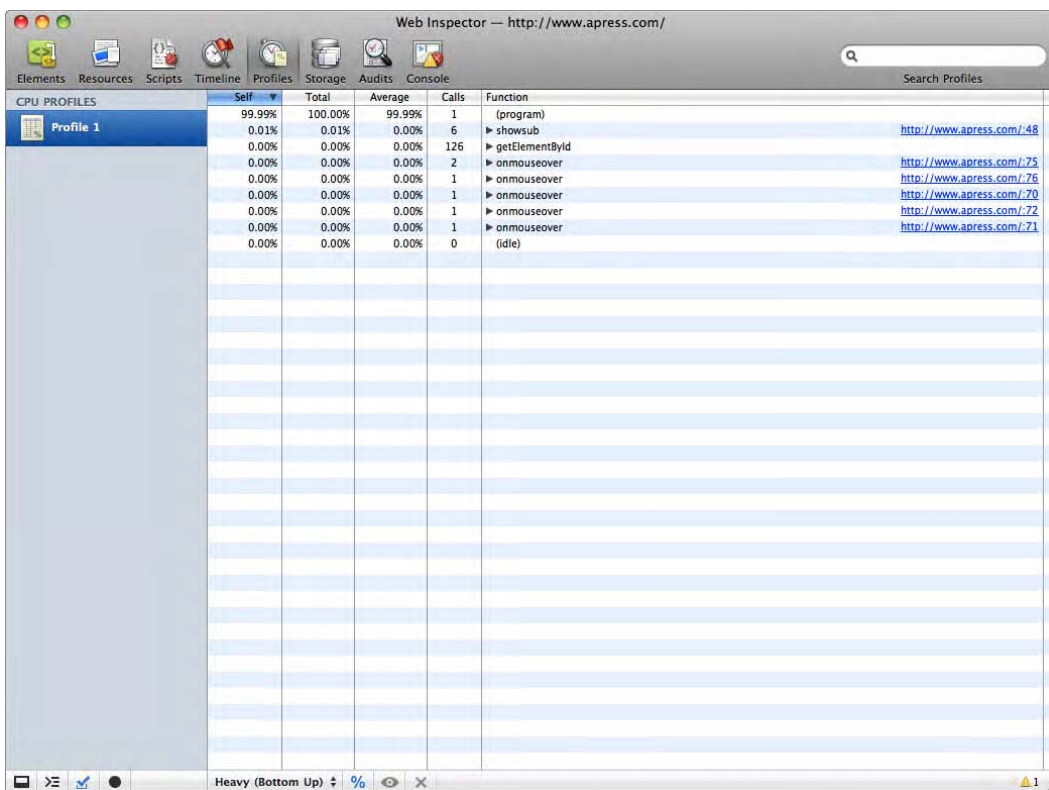 Web Inspector — http://www.apress.com/
Elements Resources Scripts Timeline Profiles Storage Audits Console Search Profiles
CPU PROFILES
Profile 1
Self Total Average Calls Function
99.99% 100.00% 99.99% 1 (program)
0.01% 0.01% 0.00% 6 showsub http://www.apress.com/:48
0.00% 0.00% 0.00% 126 getElementById
0.00% 0.00% 0.00% 2 onmouseover http://www.apress.com/:75
0.00% 0.00% 0.00% 1 onmouseover http://www.apress.com/:76
0.00% 0.00% 0.00% 1 onmouseover http://www.apress.com/:70
0.00% 0.00% 0.00% 1 onmouseover http://www.apress.com/:72
0.00% 0.00% 0.00% 1 onmouseover http://www.apress.com/:71
0.00% 0.00% 0.00% 0 (idle)
Heavy (Bottom Up) % 1